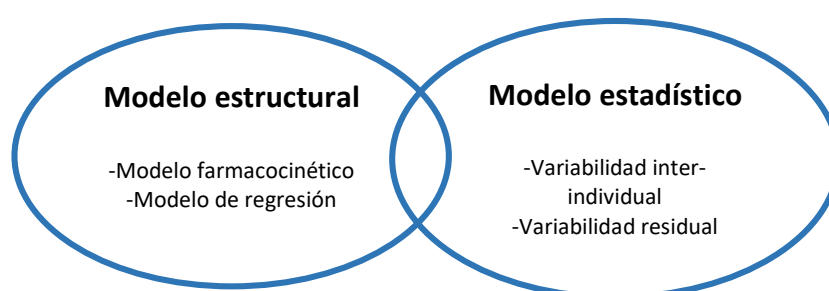 Modelo estructural
-Modelo farmacocinético
-Modelo de regresión
Modelo estadístico
-Variabilidad inter-
individual
-Variabilidad residual